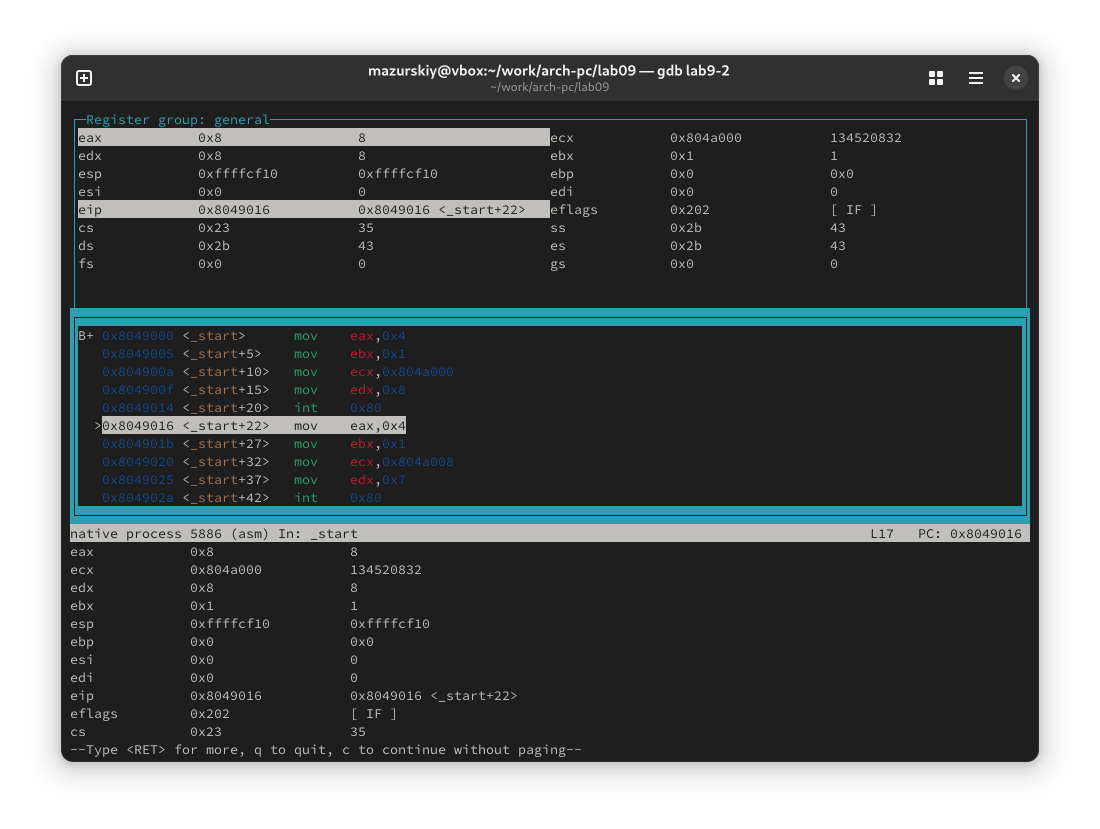 mazurskiy@vbox:~/work/arch-pc/lab09 — gdb lab9-2
~/work/arch-pc/lab09
Register group: general
eax 0x8 8 ecx 0x804a000 134520832
edx 0x8 8 ebx 0x1 1
esp 0xffffcf10 0xffffcf10 ebp 0x0 0x0
esi 0x0 0 edi 0x0 0
eip 0x8049016 0x8049016 <_start+22> eflags 0x202 [ IF ]
cs 0x23 35 ss 0x2b 43
ds 0x2b 43 es 0x2b 43
fs 0x0 0 gs 0x0 0
B+ 0x8049000 <_start> mov eax,0x4
0x8049005 <_start+5> mov ebx,0x1
0x804900a <_start+10> mov ecx,0x804a000
0x804900f <_start+15> mov edx,0x8
0x8049014 <_start+20> int 0x80
>0x8049016 <_start+22> mov eax,0x4
0x804901b <_start+27> mov ebx,0x1
0x8049020 <_start+32> mov ecx,0x804a008
0x8049025 <_start+37> mov edx,0x7
0x804902a <_start+42> int 0x80
native process 5886 (asm) In: _start L17 PC: 0x8049016
eax 0x8 8
ecx 0x804a000 134520832
edx 0x8 8
ebx 0x1 1
esp 0xffffcf10 0xffffcf10
ebp 0x0 0x0
esi 0x0 0
edi 0x0 0
eip 0x8049016 0x8049016 <_start+22>
eflags 0x202 [ IF ]
cs 0x23 35
--Type <RET> for more, q to quit, c to continue without paging--